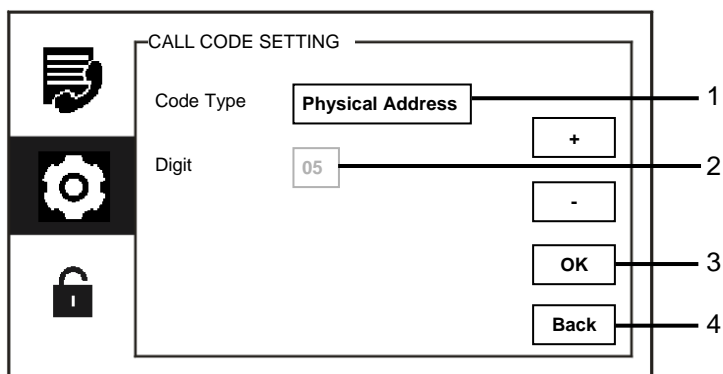 CALL CODE SETTING
Code Type
Physical Address
1
+
Digit
05
2
-
OK
3
Back
4